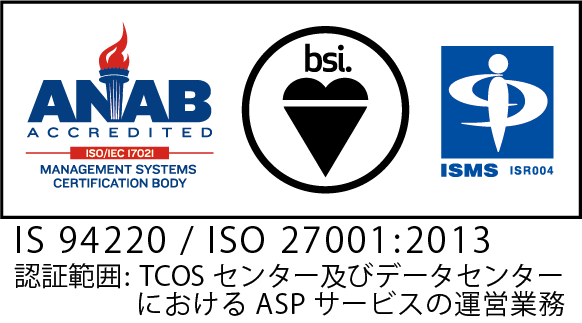 ANAB
ACCREDITED
ISO/IEC 17021
MANAGEMENT SYSTEMS
CERTIFICATION BODY
bsi.
ISMS ISR004
IS 94220 / ISO 27001:2013
認証範囲: TCOS センター及びデータセンター
における ASP サービスの運営業務